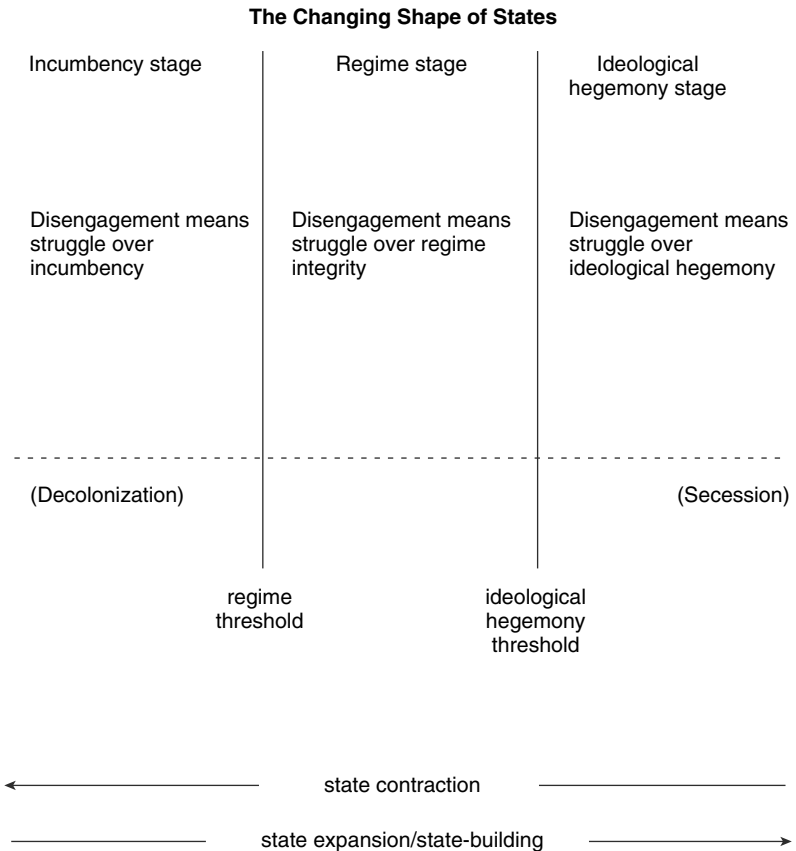 The Changing Shape of States
Incumbency stage
Regime stage
Ideological
hegemony stage
Disengagement means
struggle over
incumbency
Disengagement means
struggle over regime
integrity
Disengagement means
struggle over
ideological hegemony
(Decolonization)
(Secession)
regime
threshold
ideological
hegemony
threshold
state contraction
state expansion/state-building